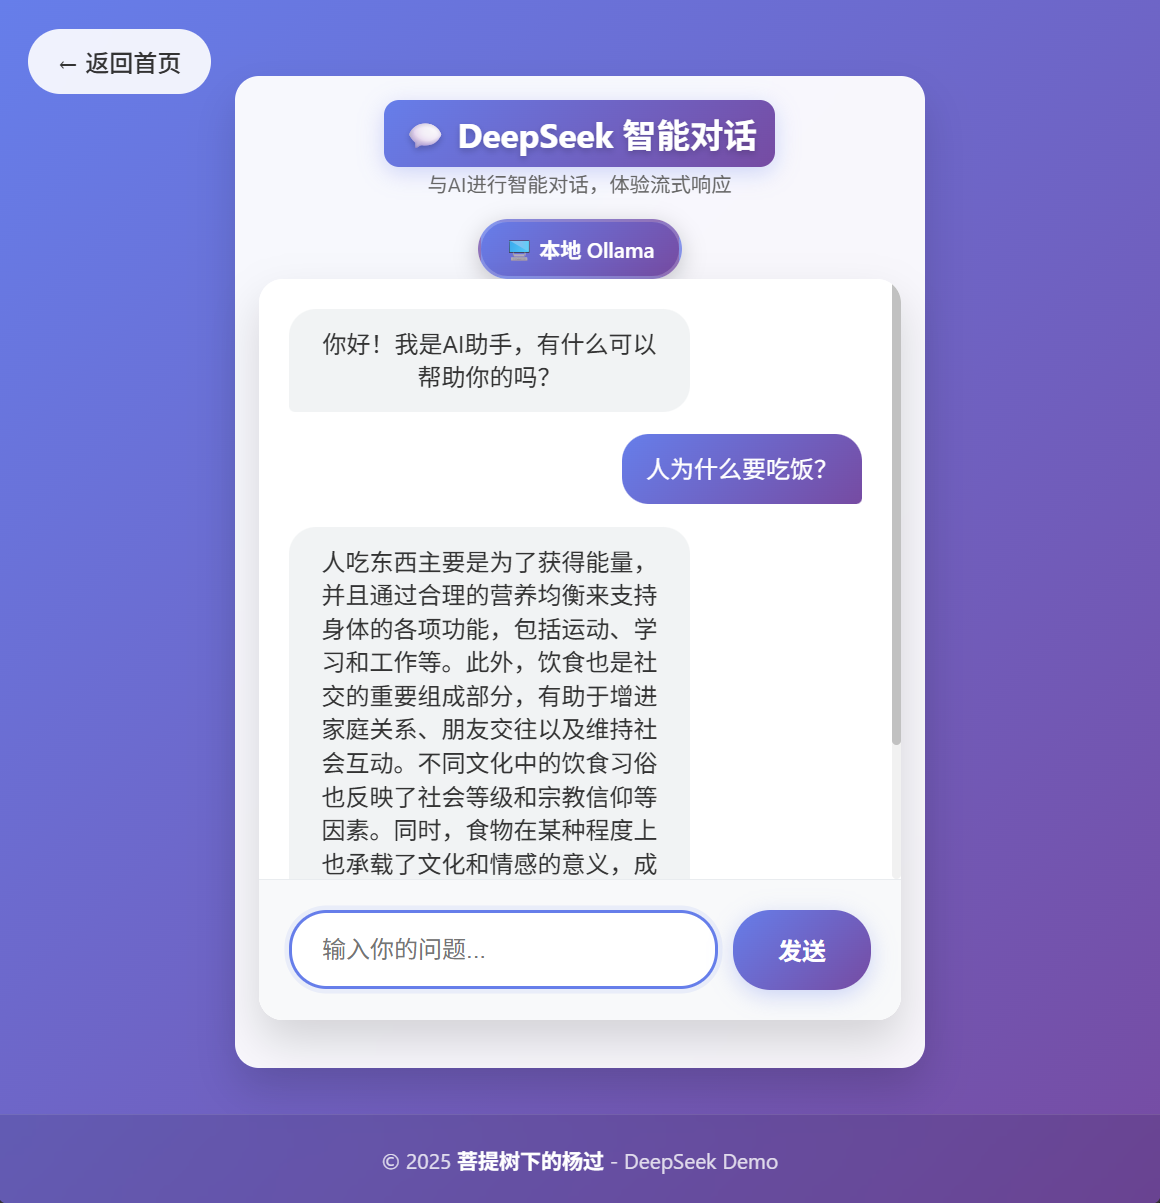 ← 返回首页
DeepSeek 智能对话
与AI进行智能对话，体验流式响应
本地 Ollama
你好！我是AI助手，有什么可以
帮助你的吗？
人为什么要吃饭？
人吃东西主要是为了获得能量，
并且通过合理的营养均衡来支持
身体的各项功能，包括运动、学
习和工作等。此外，饮食也是社
交的重要组成部分，有助于增进
家庭关系、朋友交往以及维持社
会互动。不同文化中的饮食习俗
也反映了社会等级和宗教信仰等
因素。同时，食物在某种程度上
也承载了文化和情感的意义，成
输入你的问题...
发送
© 2025 菩提树下的杨过 - DeepSeek Demo